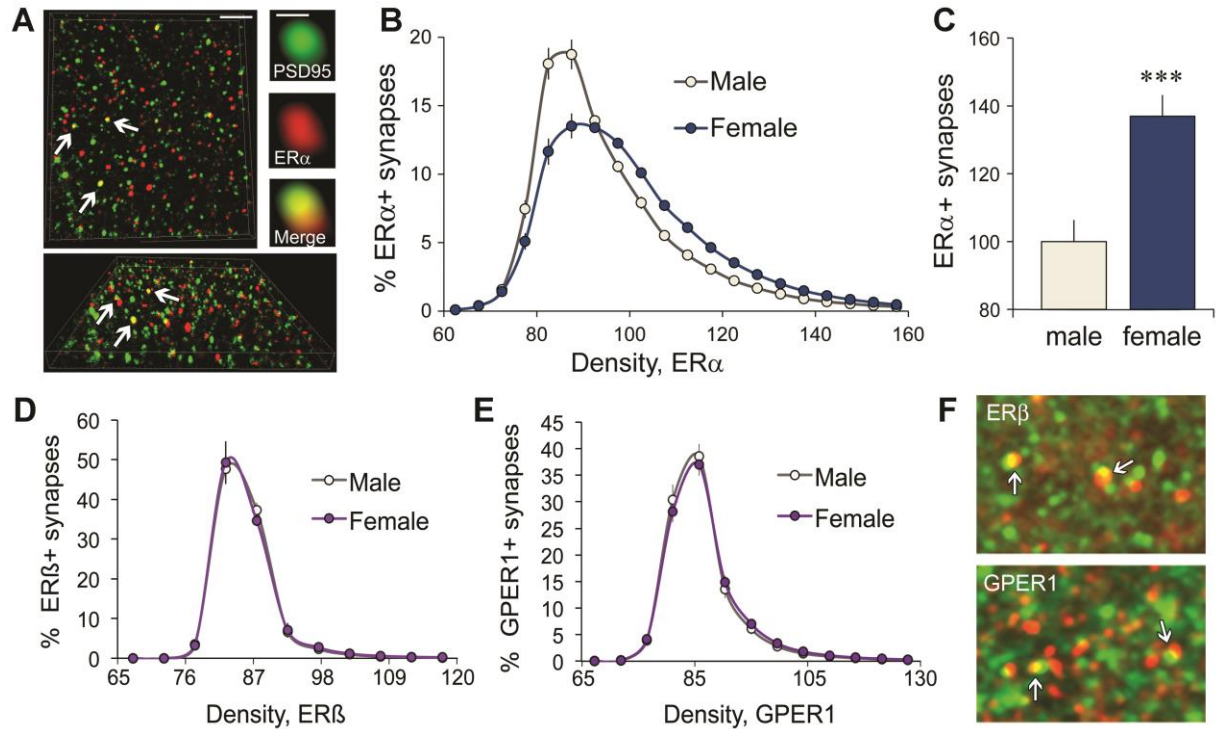 A
PSD95
ERα
Merge
B
% ERα+ synapses
20
15
10
5
0
60
80
100
120
140
160
Density, ERα
Male
Female
C
ERα+ synapses
160
140
120
100
80
***
male
female
D
% ERß+ synapses
60
50
40
30
20
10
0
65
76
87
98
109
120
Density, ERß
Male
Female
E
% GPER1+ synapses
45
40
35
30
25
20
15
10
5
0
65
85
105
130
Density, GPER1
Male
Female
F
ERβ
GPER1